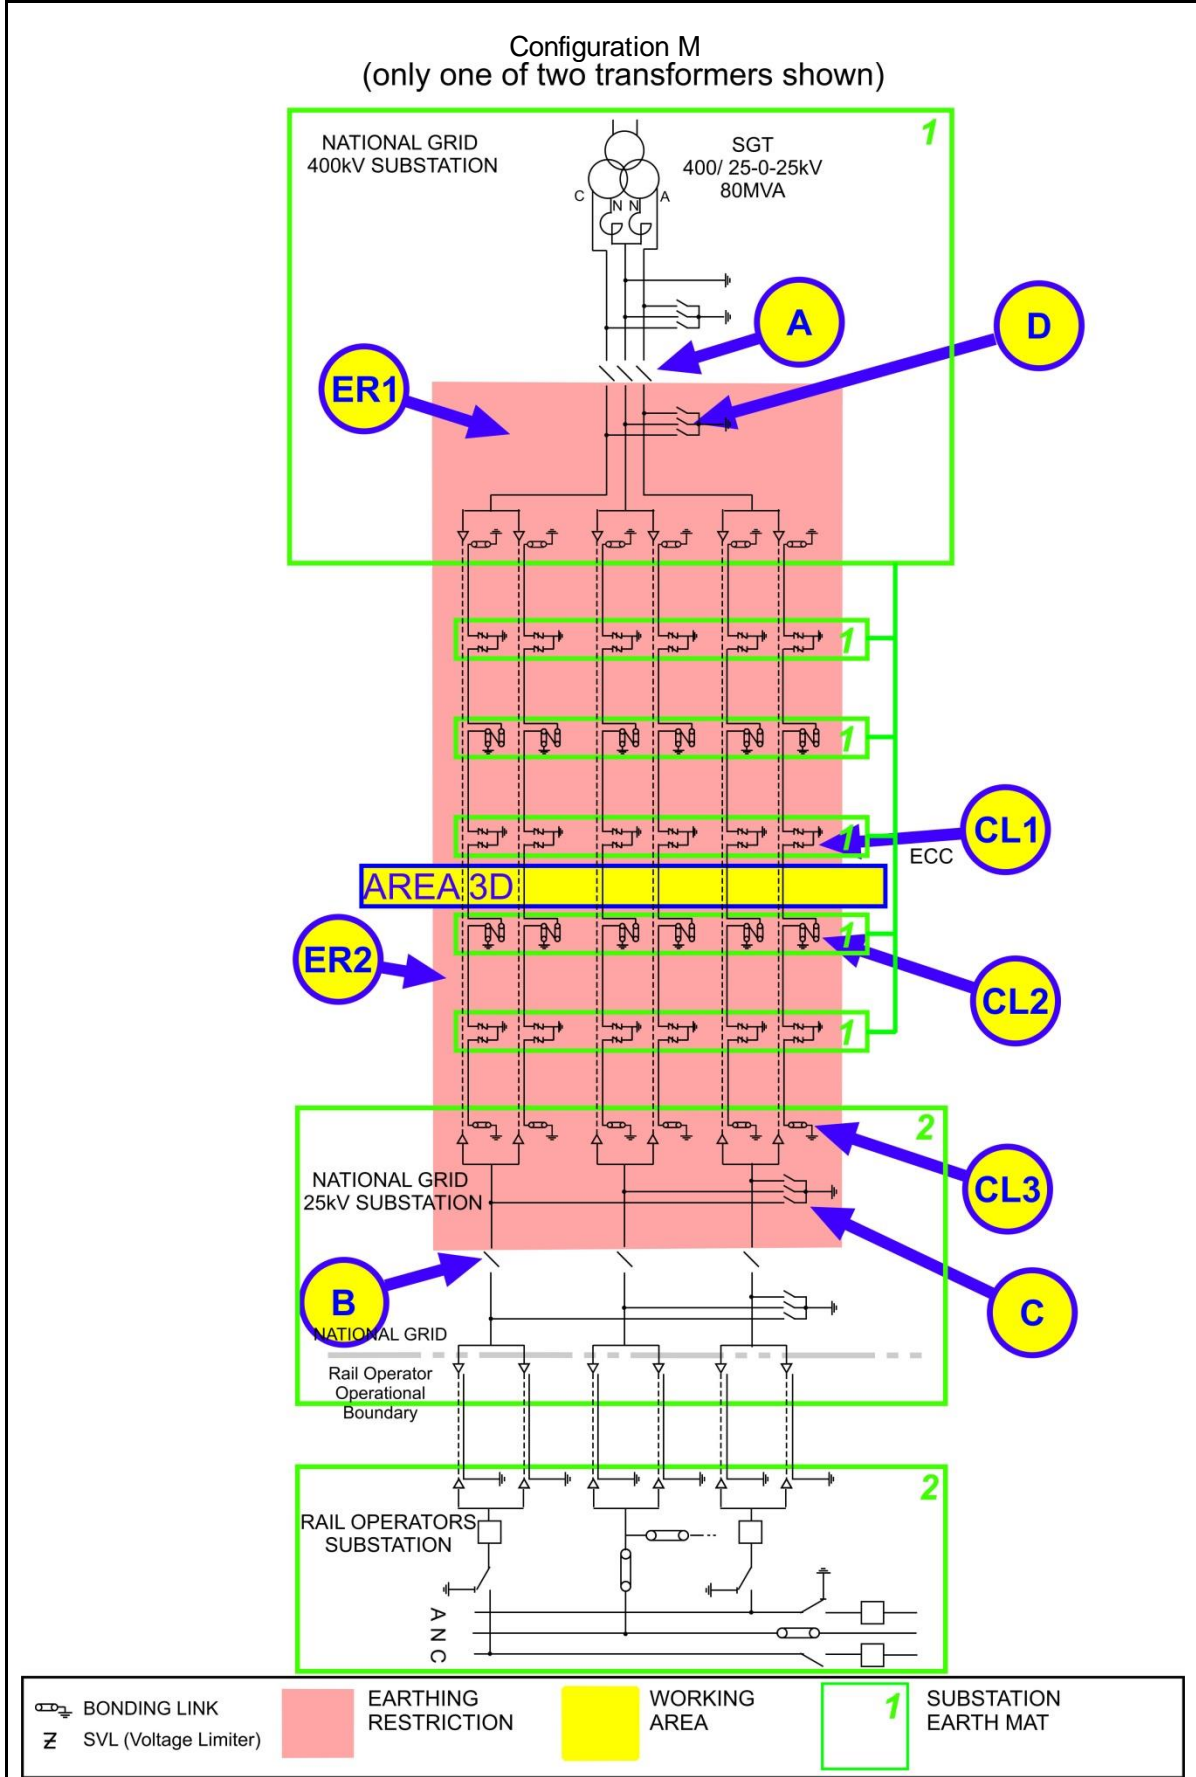 Configuration M
(only one of two transformers shown)
NATIONAL GRID
400kV SUBSTATION
SGT
400/ 25-0-25kV
80MVA
1
C
N
N
A
A
D
ER1
1
1
1
CL1
ECC
AREA 3D
1
ER2
CL2
1
2
NATIONAL GRID
25kV SUBSTATION
CL3
B
C
NATIONAL GRID
Rail Operator
Operational
Boundary
2
RAIL OPERATORS
SUBSTATION
A
N
C
BONDING LINK
SVL (Voltage Limiter)
EARTHING
RESTRICTION
WORKING
AREA
1
SUBSTATION
EARTH MAT